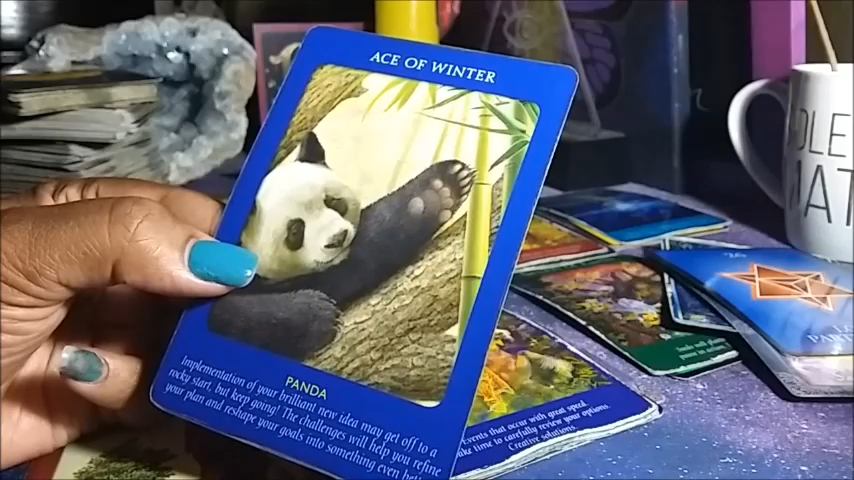 ACE OF WINTER
PANDA
Implementation of your brilliant new idea may get off to a
rocky start, but keep going! The challenges will help you refine
your plan and reshape your goals into something even
Events that occur with great speed
take time to carefully review your options.
Creative solutions.
26